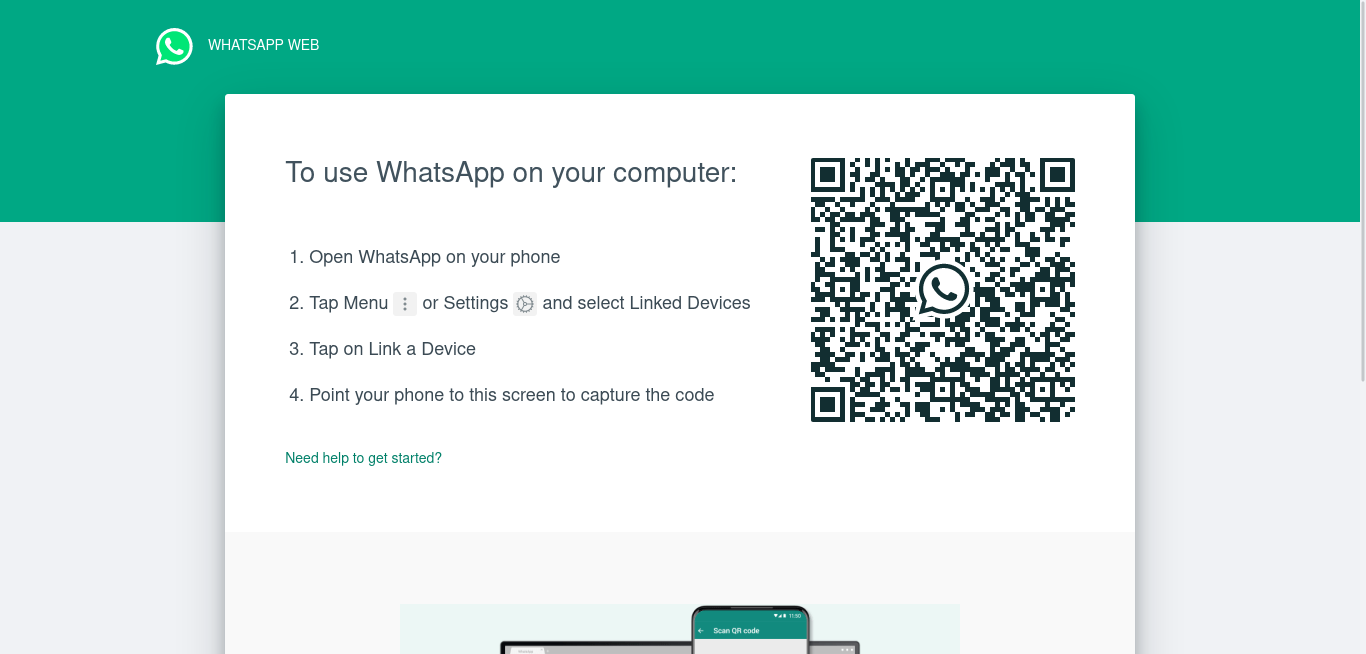 WHATSAPP WEB
To use WhatsApp on your computer:
1. Open WhatsApp on your phone
2. Tap Menu or Settings and select Linked Devices
3. Tap on Link a Device
4. Point your phone to this screen to capture the code
Need help to get started?
11:50
Scan QR code